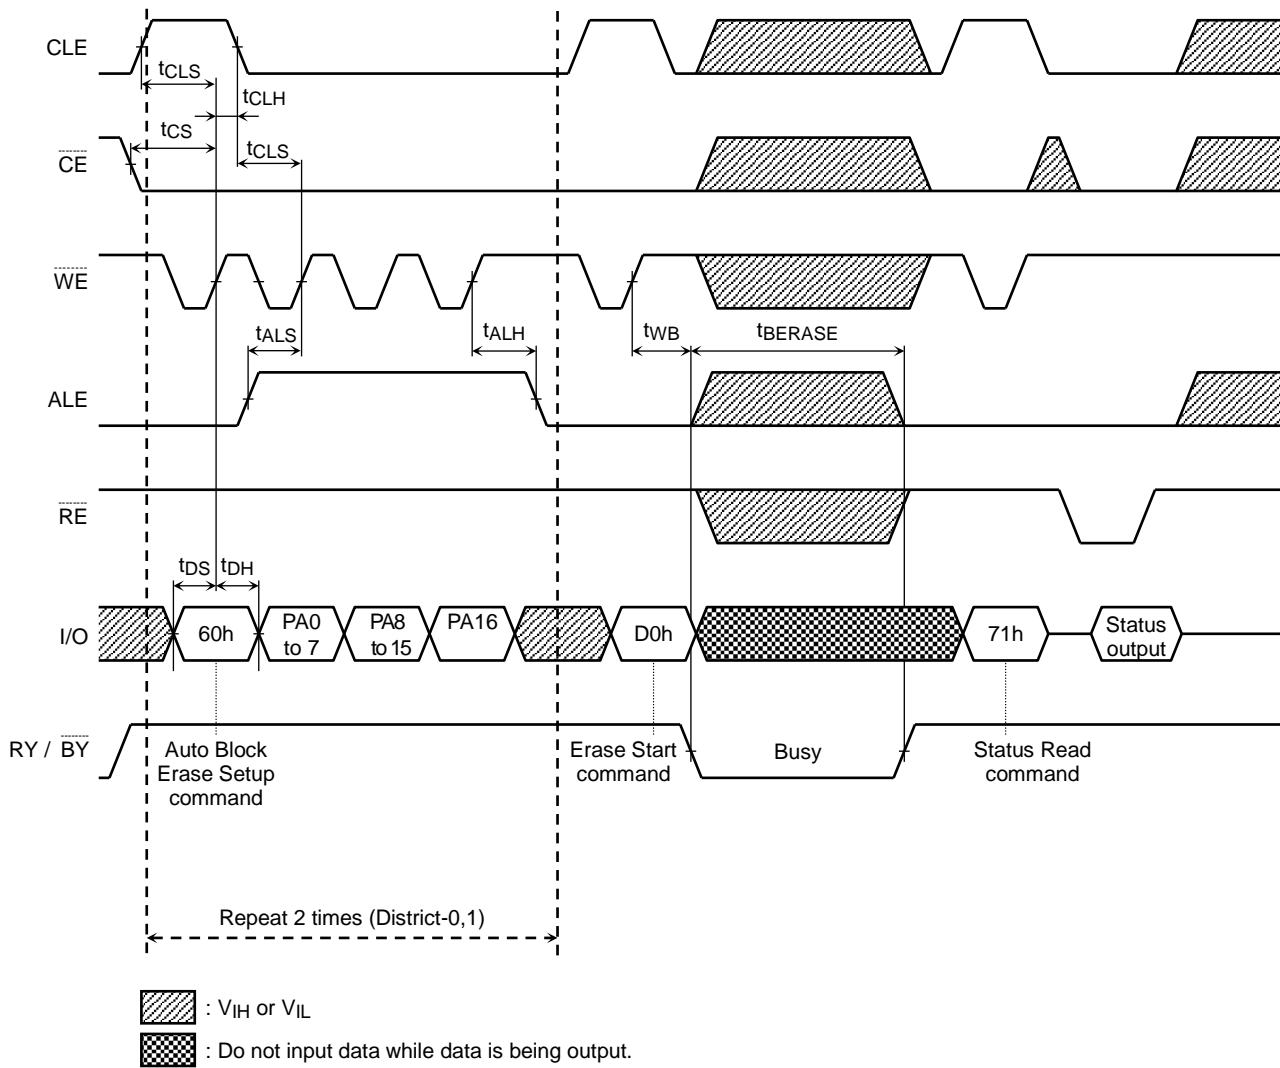 CLE
tCLS
tCLH
tCS
CE
tCLS
WE
tALS
tALH
tWB
tBERASE
ALE
RE
tDS
tDH
I/O
60h
PA0
to 7
PA8
to 15
PA16
D0h
71h
Status
output
RY / BY
Auto Block
Erase Setup
command
Erase Start
command
Busy
Status Read
command
Repeat 2 times (District-0,1)
: VIH or VIL
: Do not input data while data is being output.